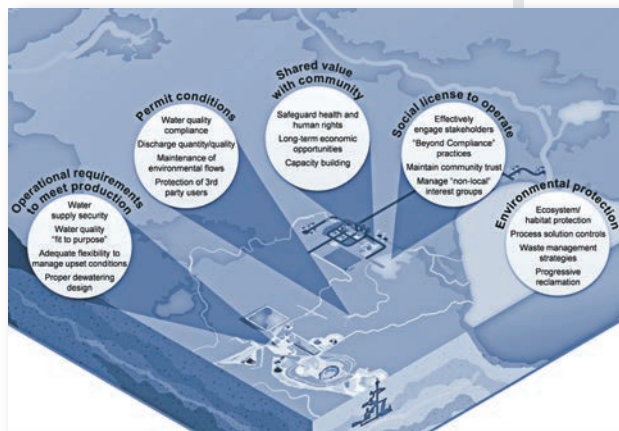 Operational requirements
to meet production
Water
supply security
Water quality
"fit to purpose"
Adequate flexibility to
manage upset conditions
Proper dewatering
design
Permit conditions
Water quality
compliance
Discharge quantity/quality
Maintenance of
environmental flows
Protection of 3rd
party users
Shared value
with community
Safeguard health and
human rights
Long-term economic
opportunities
Capacity building
Social license to operate
Effectively
engage stakeholders
"Beyond Compliance"
practices
Maintain community trust
Manage "non-local"
interest groups
Environmental protection
Ecosystem/
habitat protection
Process solution controls
Waste management
strategies
Progressive
reclamation